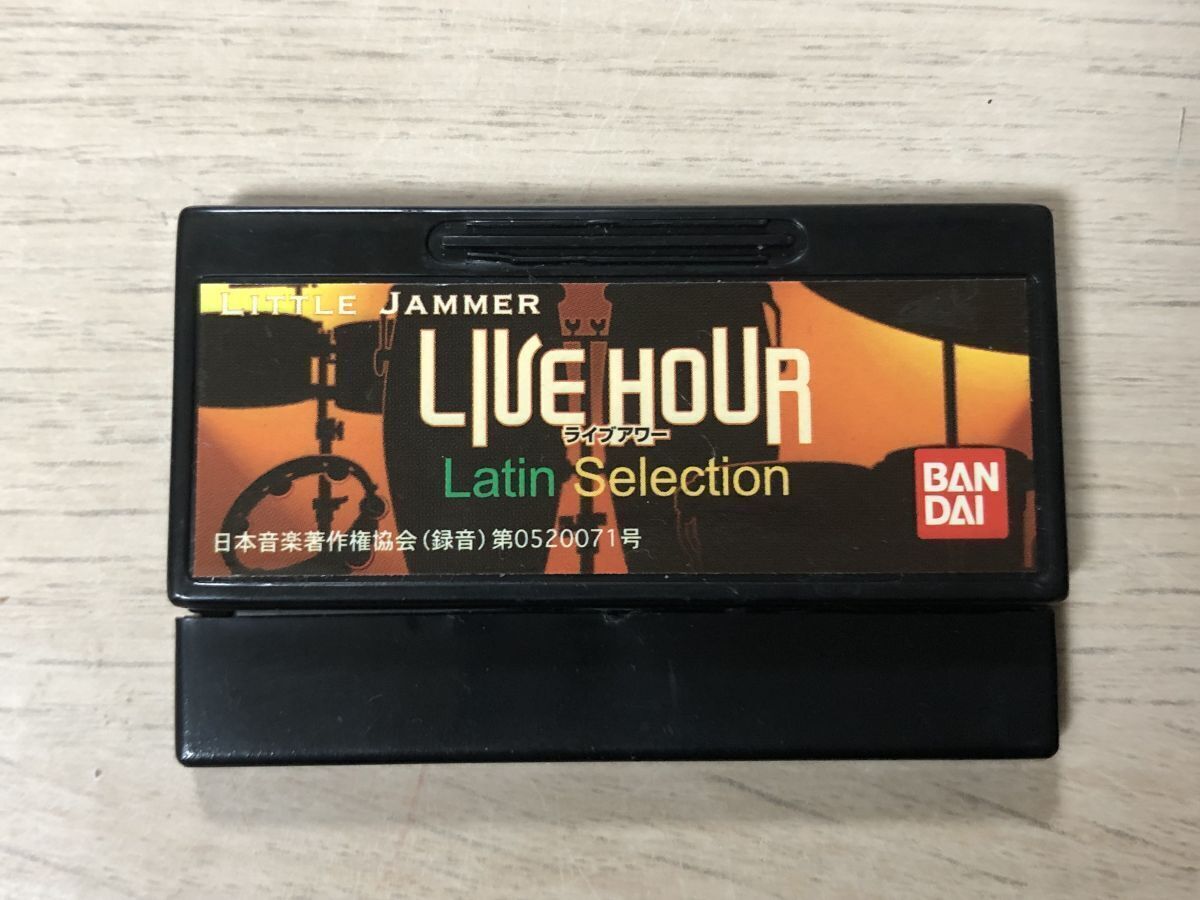 LITTLE JAMMER
LIVE HOUR
ライブアワー
Latin Selection
BAN
DAI
日本音楽著作権協会(録音)第0520071号